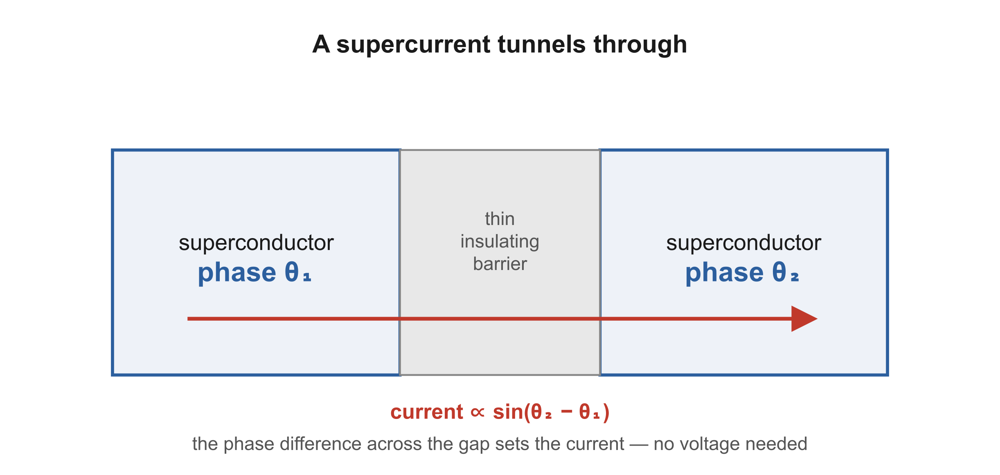 A supercurrent tunnels through
superconductor
phase θ₁
thin
insulating
barrier
superconductor
phase θ₂
current ∝ sin(θ₂ − θ₁)
the phase difference across the gap sets the current — no voltage needed